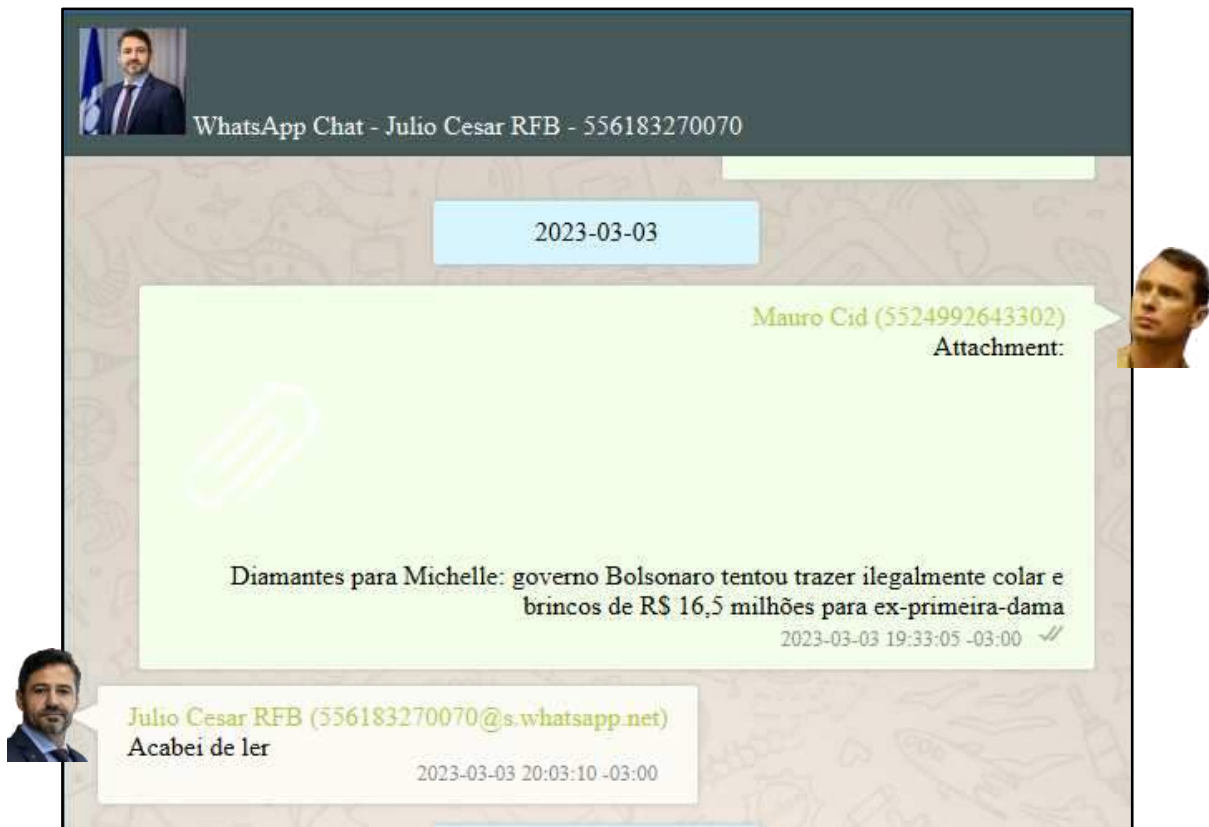 WhatsApp Chat - Julio Cesar RFB - 556183270070
2023-03-03
Mauro Cid (5524992643302)
Attachment:
Diamantes para Michelle: governo Bolsonaro tentou trazer ilegalmente colar e
brincos de R$ 16,5 milhões para ex-primeira-dama
2023-03-03 19:33:05 -03:00
Julio Cesar RFB (556183270070@s.whatsapp.net)
Acabei de ler
2023-03-03 20:03:10 -03:00